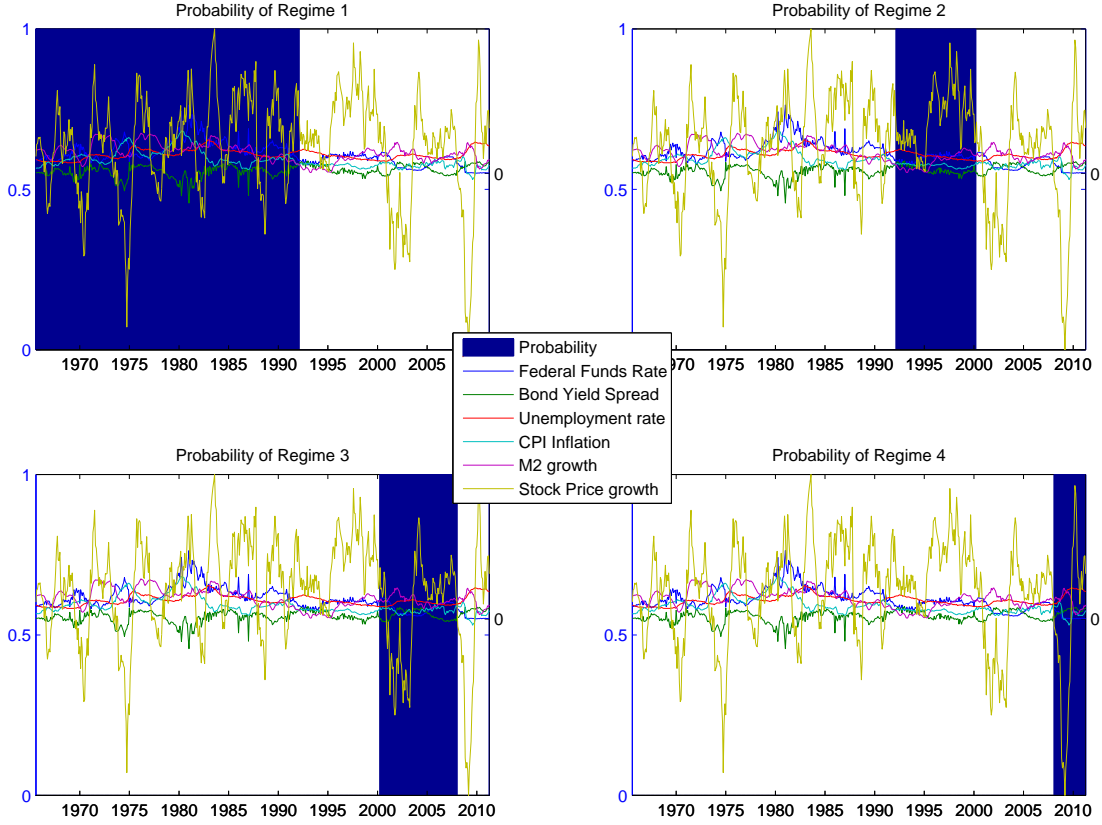 Probability of Regime 1
1
0.5
0
0
1970 1975 1980 1985 1990 1995 2000 2005
Probability of Regime 2
1
0.5
0
1970 1975 1980 1985 1990 1995 2000 2005 2010
Probability
Federal Funds Rate
Bond Yield Spread
Unemployment rate
CPI Inflation
M2 growth
Stock Price growth
Probability of Regime 3
1
0.5
0
0
1970 1975 1980 1985 1990 1995 2000 2005 2010
Probability of Regime 4
1
0.5
0
0
1970 1975 1980 1985 1990 1995 2000 2005 2010